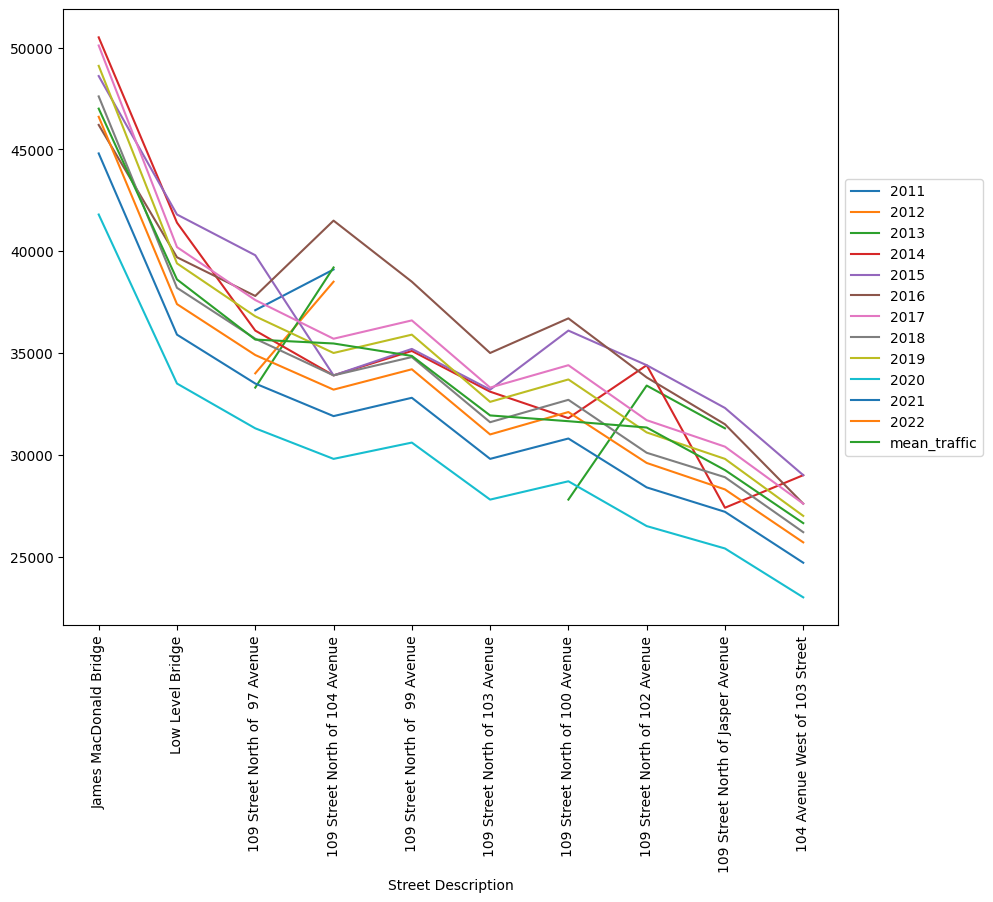 50000
45000
40000
35000
30000
25000
James MacDonald Bridge
Low Level Bridge
109 Street North of  97 Avenue
109 Street North of 104 Avenue
109 Street North of  99 Avenue
109 Street North of 103 Avenue
109 Street North of 100 Avenue
109 Street North of 102 Avenue
109 Street North of Jasper Avenue
104 Avenue West of 103 Street
Street Description
2011
2012
2013
2014
2015
2016
2017
2018
2019
2020
2021
2022
mean_traffic